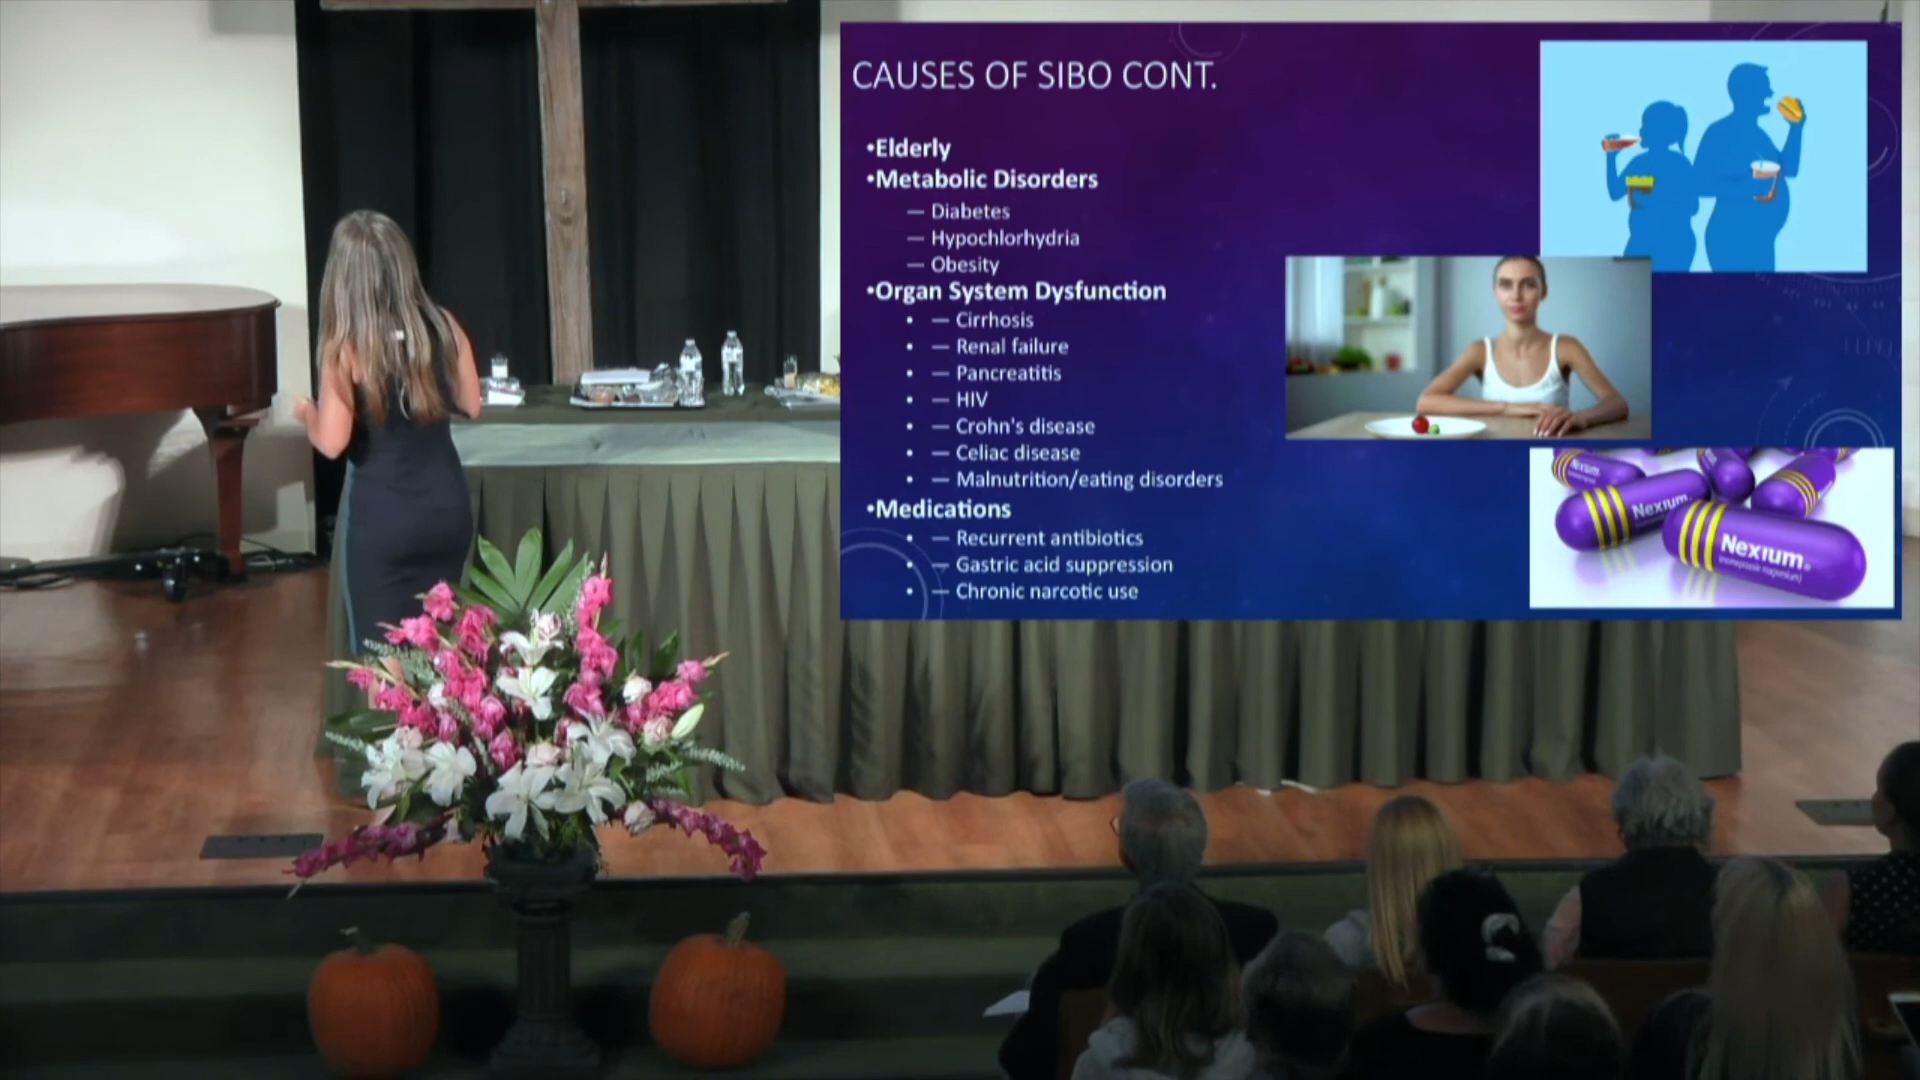 CAUSES OF SIBO CONT.
•Elderly
•Metabolic Disorders
— Diabetes
— Hypochlorhydria
— Obesity
•Organ System Dysfunction
• — Cirrhosis
• — Renal failure
• — Pancreatitis
• — HIV
• — Crohn's disease
• — Celiac disease
• — Malnutrition/eating disorders
•Medications
• — Recurrent antibiotics
• — Gastric acid suppression
• — Chronic narcotic use
Nexium
Nexium
Nexium